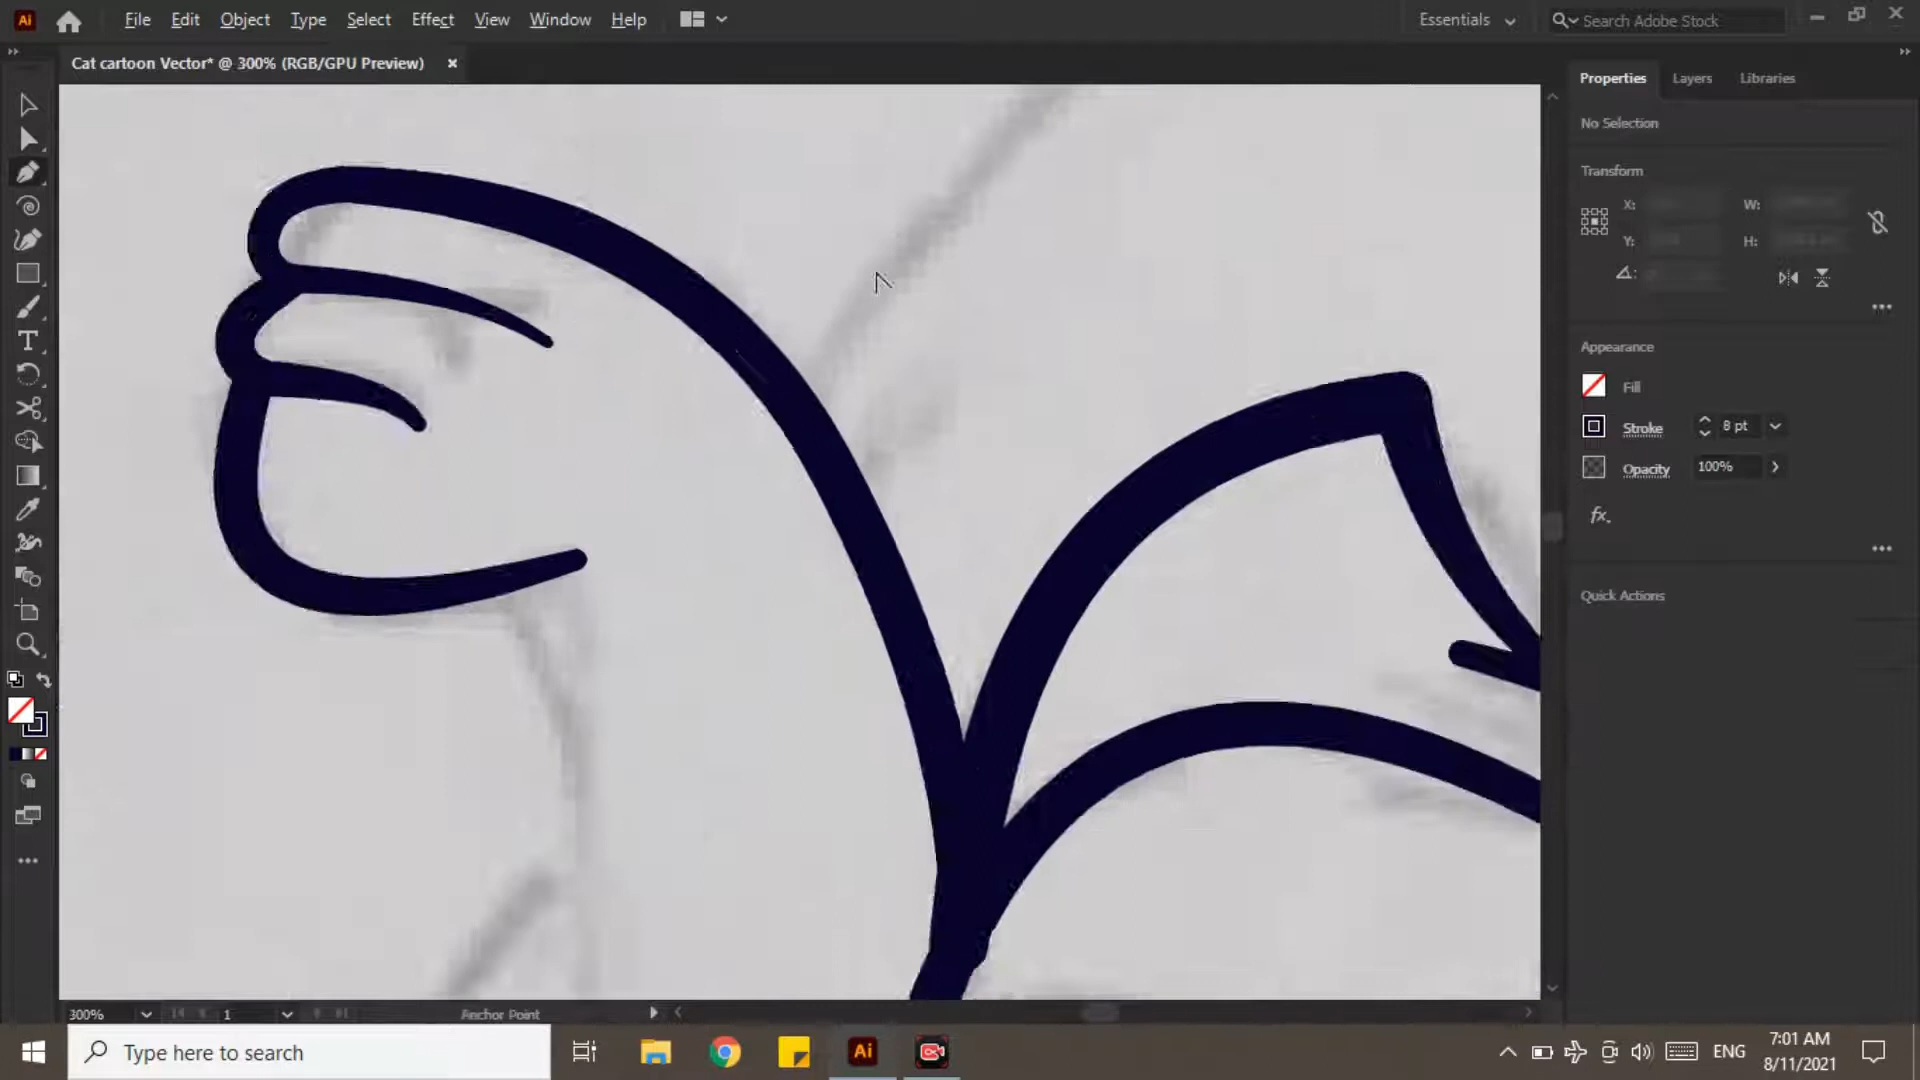 Ai File Edit Object Type Select Effect View Window Help Essentials Search Adobe Stock
Cat cartoon Vector* @ 300% (RGB/GPU Preview) ×
Properties Layers Libraries
No Selection
Transform
X: W:
Y: H:
Appearance
Fill
Stroke 8 pt
Opacity 100%
fx.
Quick Actions
300% 1 Anchor Point
Type here to search
Ai
ENG
7:01 AM
8/11/2021